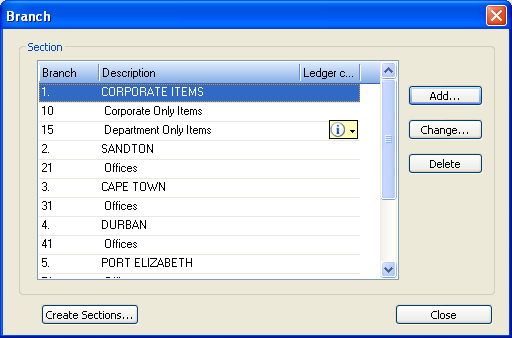 Branch
Section
Branch Description Ledger c...
1. CORPORATE ITEMS
10 Corporate Only Items
15 Department Only Items
2. SANDTON
21 Offices
3. CAPE TOWN
31 Offices
4. DURBAN
41 Offices
5. PORT ELIZABETH
Add...
Change...
Delete
Create Sections...
Close